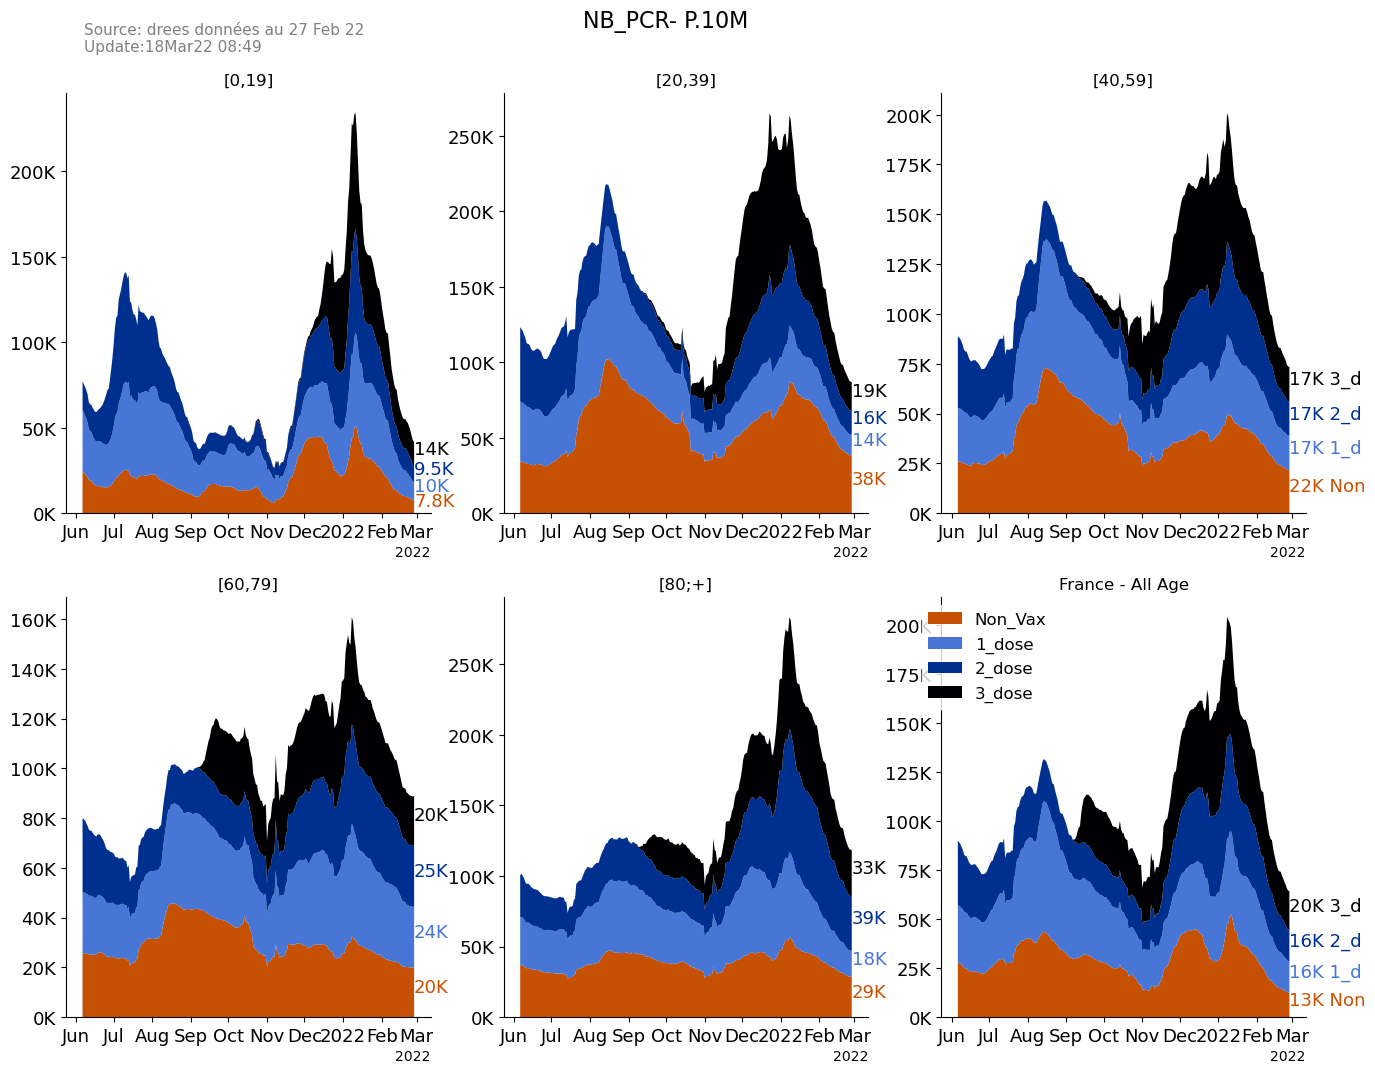 NB_PCR- P.10M
Source: drees données au 27 Feb 22
Update:18Mar22 08:49
[0,19]
200K
150K
100K
50K
0K
14K
9.5K
10K
7.8K
Jun Jul Aug Sep Oct Nov Dec 2022 Feb Mar
2022
[20,39]
250K
200K
150K
100K
50K
0K
19K
16K
14K
38K
Jun Jul Aug Sep Oct Nov Dec 2022 Feb Mar
2022
[40,59]
200K
175K
150K
125K
100K
75K
50K
25K
0K
17K 3_d
17K 2_d
17K 1_d
22K Non
Jun Jul Aug Sep Oct Nov Dec 2022 Feb Mar
2022
[60,79]
160K
140K
120K
100K
80K
60K
40K
20K
0K
20K
25K
24K
20K
Jun Jul Aug Sep Oct Nov Dec 2022 Feb Mar
2022
[80;+]
250K
200K
150K
100K
50K
0K
33K
39K
18K
29K
Jun Jul Aug Sep Oct Nov Dec 2022 Feb Mar
2022
France - All Age
Non_Vax
1_dose
2_dose
3_dose
200K
175K
150K
125K
100K
75K
50K
25K
0K
20K 3_d
16K 2_d
16K 1_d
13K Non
Jun Jul Aug Sep Oct Nov Dec 2022 Feb Mar
2022